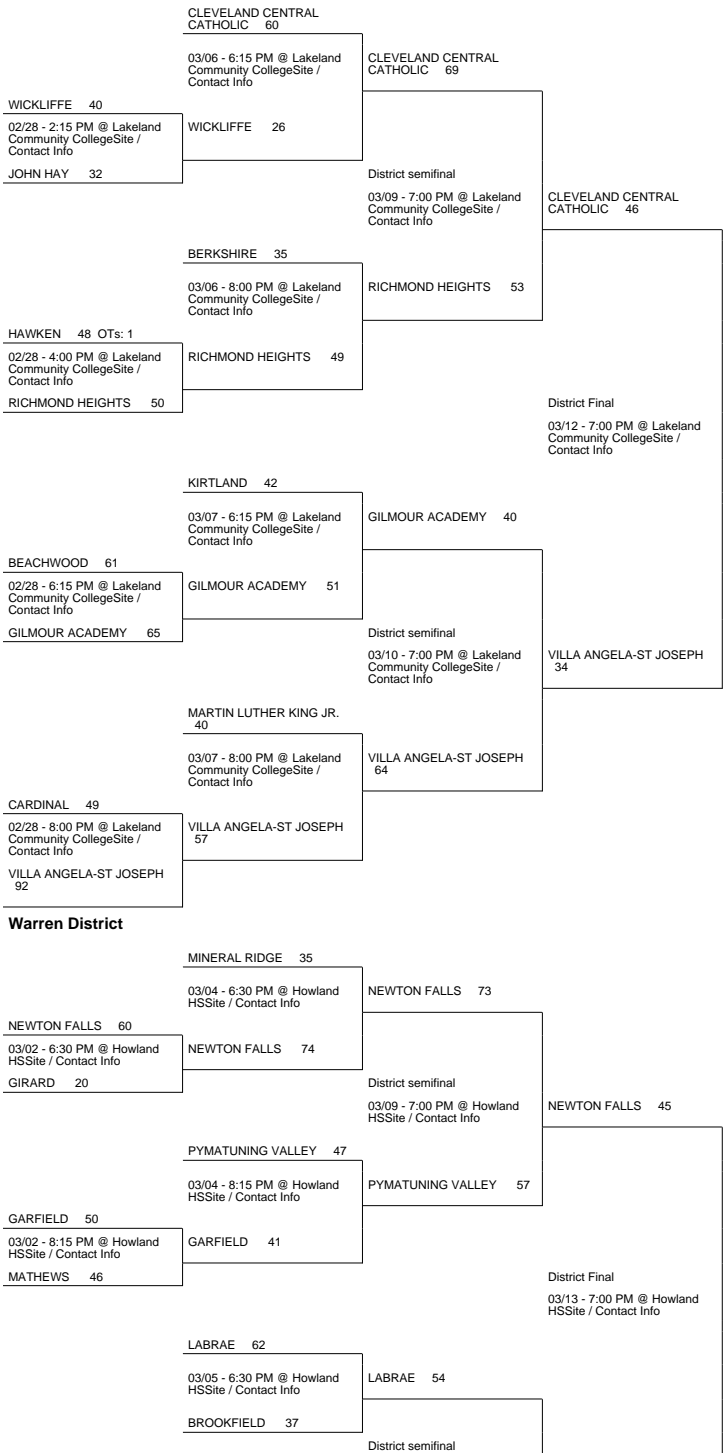 CLEVELAND CENTRAL
CATHOLIC 60
03/06 - 6:15 PM @ Lakeland
Community CollegeSite /
Contact Info
CLEVELAND CENTRAL
CATHOLIC 69
WICKLIFFE 40
02/28 - 2:15 PM @ Lakeland
Community CollegeSite /
Contact Info
WICKLIFFE 26
JOHN HAY 32
District semifinal
03/09 - 7:00 PM @ Lakeland
Community CollegeSite /
Contact Info
CLEVELAND CENTRAL
CATHOLIC 46
BERKSHIRE 35
03/06 - 8:00 PM @ Lakeland
Community CollegeSite /
Contact Info
RICHMOND HEIGHTS 53
HAWKEN 48 OTs: 1
02/28 - 4:00 PM @ Lakeland
Community CollegeSite /
Contact Info
RICHMOND HEIGHTS 49
RICHMOND HEIGHTS 50
District Final
03/12 - 7:00 PM @ Lakeland
Community CollegeSite /
Contact Info
KIRTLAND 42
03/07 - 6:15 PM @ Lakeland
Community CollegeSite /
Contact Info
GILMOUR ACADEMY 40
BEACHWOOD 61
02/28 - 6:15 PM @ Lakeland
Community CollegeSite /
Contact Info
GILMOUR ACADEMY 51
GILMOUR ACADEMY 65
District semifinal
03/10 - 7:00 PM @ Lakeland
Community CollegeSite /
Contact Info
VILLA ANGELA-ST JOSEPH
34
MARTIN LUTHER KING JR.
40
03/07 - 8:00 PM @ Lakeland
Community CollegeSite /
Contact Info
VILLA ANGELA-ST JOSEPH
64
CARDINAL 49
02/28 - 8:00 PM @ Lakeland
Community CollegeSite /
Contact Info
VILLA ANGELA-ST JOSEPH
57
VILLA ANGELA-ST JOSEPH
92
Warren District
MINERAL RIDGE 35
03/04 - 6:30 PM @ Howland
HSSite / Contact Info
NEWTON FALLS 73
NEWTON FALLS 60
03/02 - 6:30 PM @ Howland
HSSite / Contact Info
NEWTON FALLS 74
GIRARD 20
District semifinal
03/09 - 7:00 PM @ Howland
HSSite / Contact Info
NEWTON FALLS 45
PYMATUNING VALLEY 47
03/04 - 8:15 PM @ Howland
HSSite / Contact Info
PYMATUNING VALLEY 57
GARFIELD 50
03/02 - 8:15 PM @ Howland
HSSite / Contact Info
GARFIELD 41
MATHEWS 46
District Final
03/13 - 7:00 PM @ Howland
HSSite / Contact Info
LABRAE 62
03/05 - 6:30 PM @ Howland
HSSite / Contact Info
LABRAE 54
BROOKFIELD 37
District semifinal